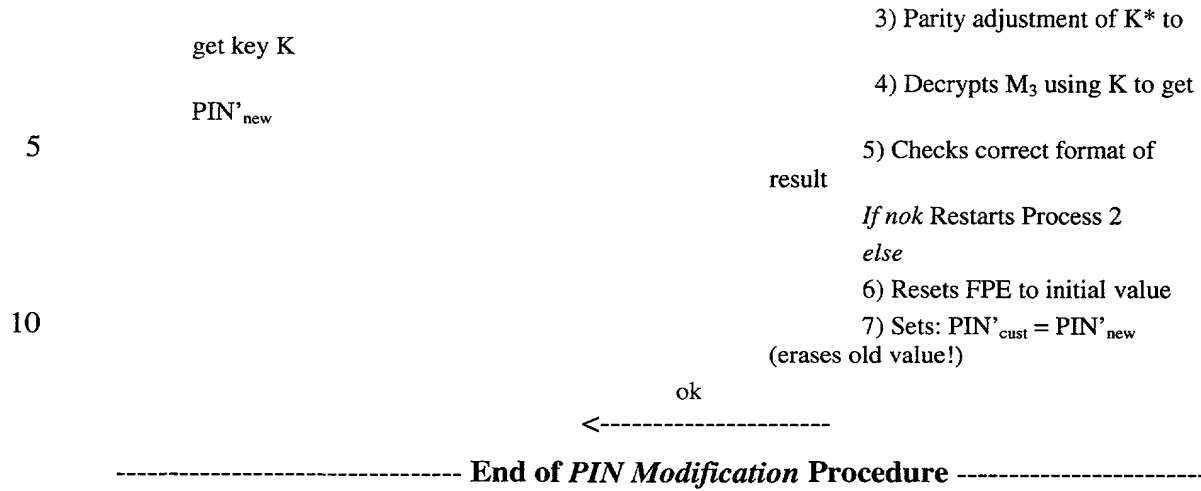 3) Parity adjustment of K* to
get key K
4) Decrypts M₃ using K to get
PIN’new
5
5) Checks correct format of
result
If nok Restarts Process 2
else
6) Resets FPE to initial value
10
7) Sets: PIN’cust = PIN’new
(erases old value!)
ok
<----------------------
-------------------------------- End of PIN Modification Procedure -----------------------